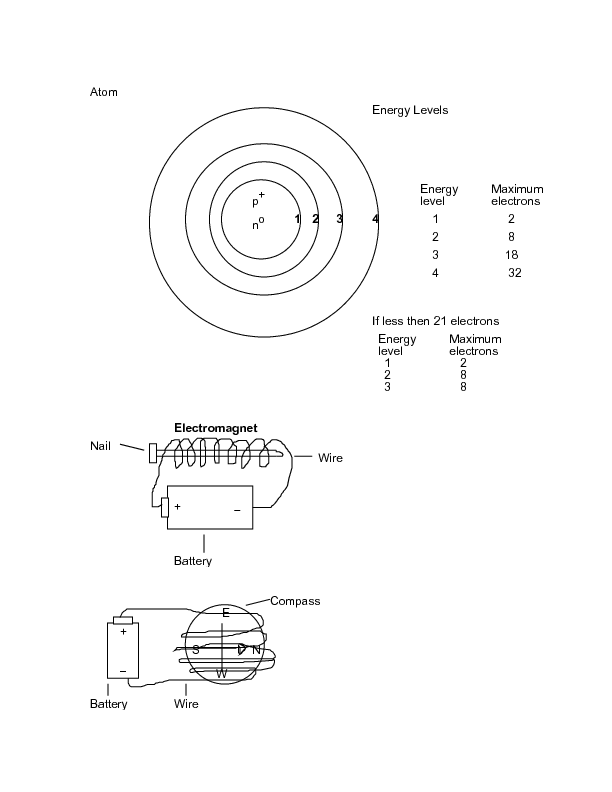 Atom
Energy Levels
p+
no
1 2 3 4
Energy level Maximum electrons
1 2
2 8
3 18
4 32
If less then 21 electrons
Energy level Maximum electrons
1 2
2 8
3 8
Electromagnet
Nail
Wire
+ –
Battery
Compass
E
+
S N
–
W
Battery Wire